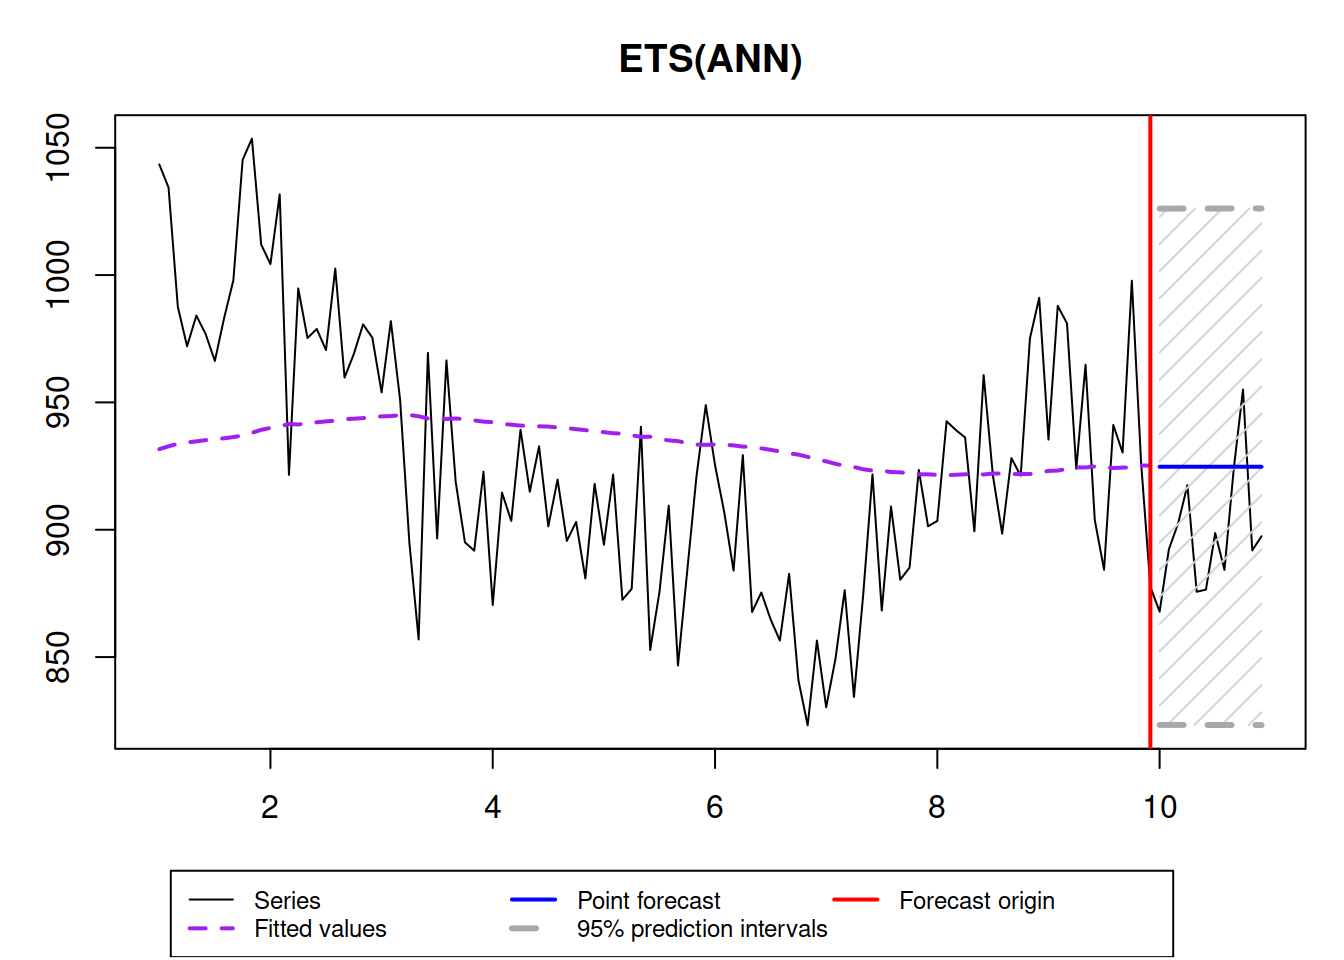 ETS(ANN)
1050
1000
950
900
850
2 4 6 8 10
Series Point forecast Forecast origin
Fitted values 95% prediction intervals